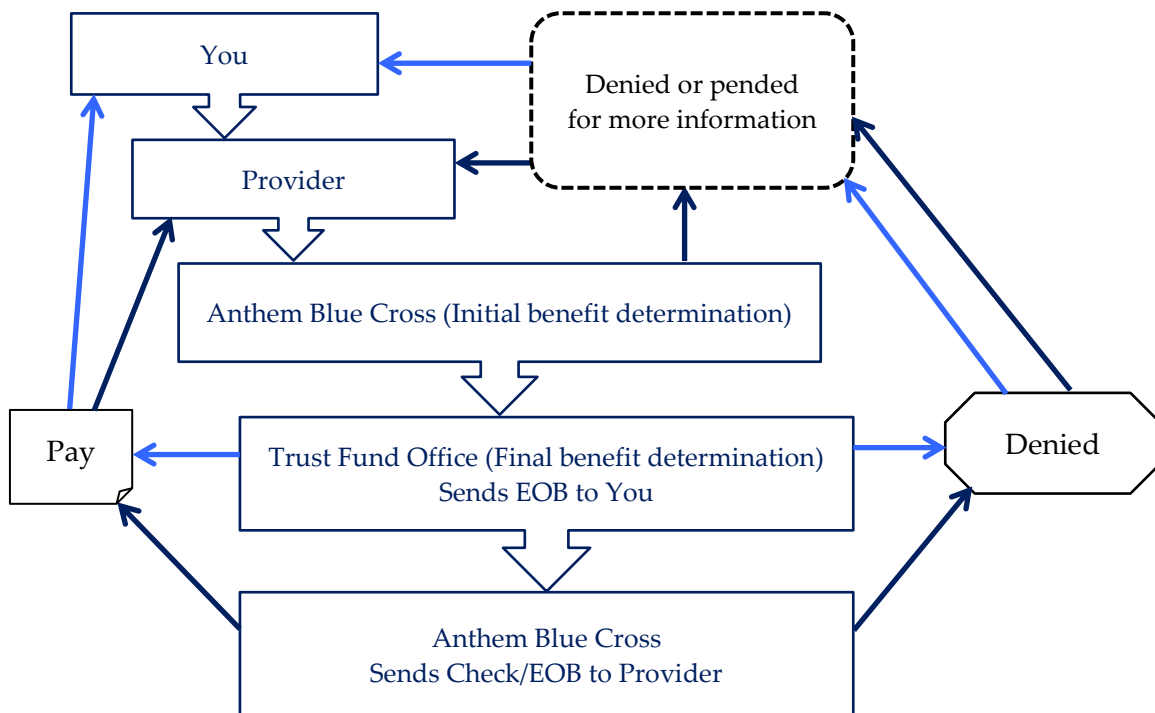 You
Denied or pended
for more information
Provider
Anthem Blue Cross (Initial benefit determination)
Pay
Trust Fund Office (Final benefit determination)
Sends EOB to You
Denied
Anthem Blue Cross
Sends Check/EOB to Provider